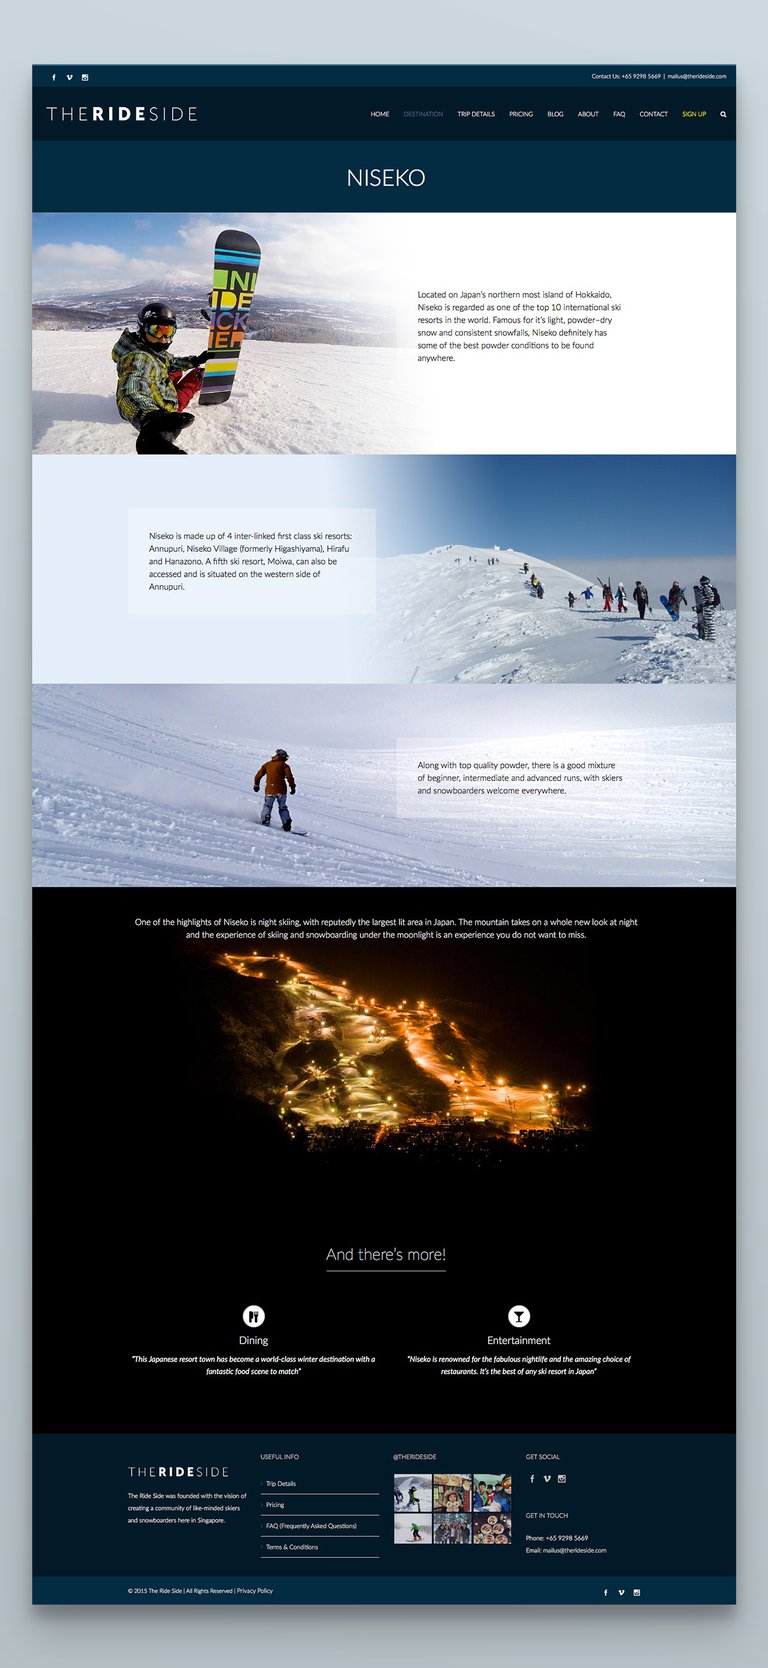 Contact Us: +65 9298 5669 | mailus@therideside.com
THERIDESIDE
HOME DESTINATION TRIP DETAILS PRICING BLOG ABOUT FAQ CONTACT SIGN UP
NISEKO
NI
IDE
ICK
IER
Located on Japan's northern most island of Hokkaido,
Niseko is regarded as one of the top 10 international ski
resorts in the world. Famous for it's light, powder–dry
snow and consistent snowfalls, Niseko definitely has
some of the best powder conditions to be found
anywhere.
Niseko is made up of 4 inter-linked first class ski resorts:
Annupuri, Niseko Village (formerly Higashiyama), Hirafu
and Hanazono. A fifth ski resort, Moiwa, can also be
accessed and is situated on the western side of
Annupuri.
Along with top quality powder, there is a good mixture
of beginner, intermediate and advanced runs, with skiers
and snowboarders welcome everywhere.
One of the highlights of Niseko is night skiing, with reputedly the largest lit area in Japan. The mountain takes on a whole new look at night
and the experience of skiing and snowboarding under the moonlight is an experience you do not want to miss.
And there's more!
Dining
"This Japanese resort town has become a world-class winter destination with a
fantastic food scene to match"
Entertainment
"Niseko is renowned for the fabulous nightlife and the amazing choice of
restaurants. It's the best of any ski resort in Japan"
THERIDESIDE
The Ride Side was founded with the vision of
creating a community of like-minded skiers
and snowboarders here in Singapore.
USEFUL INFO
Trip Details
Pricing
FAQ (Frequently Asked Questions)
Terms & Conditions
@THERIDESIDE
GET SOCIAL
GET IN TOUCH
Phone: +65 9298 5669
Email: mailus@therideside.com
© 2015 The Ride Side | All Rights Reserved | Privacy Policy